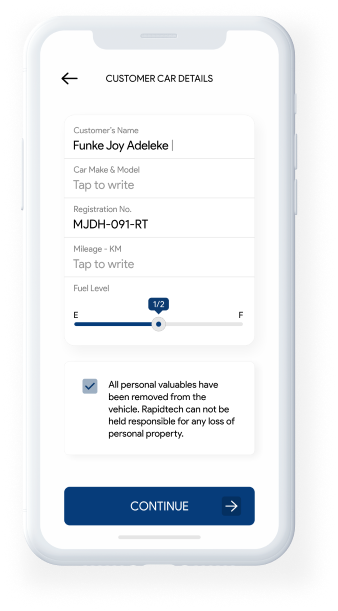 CUSTOMER CAR DETAILS
Customer's Name
Funke Joy Adeleke
Car Make & Model
Tap to write
Registration No.
MJDH-091-RT
Mileage - KM
Tap to write
Fuel Level
1/2
E F
All personal valuables have
been removed from the
vehicle. Rapidtech can not be
held responsible for any loss of
personal property.
CONTINUE